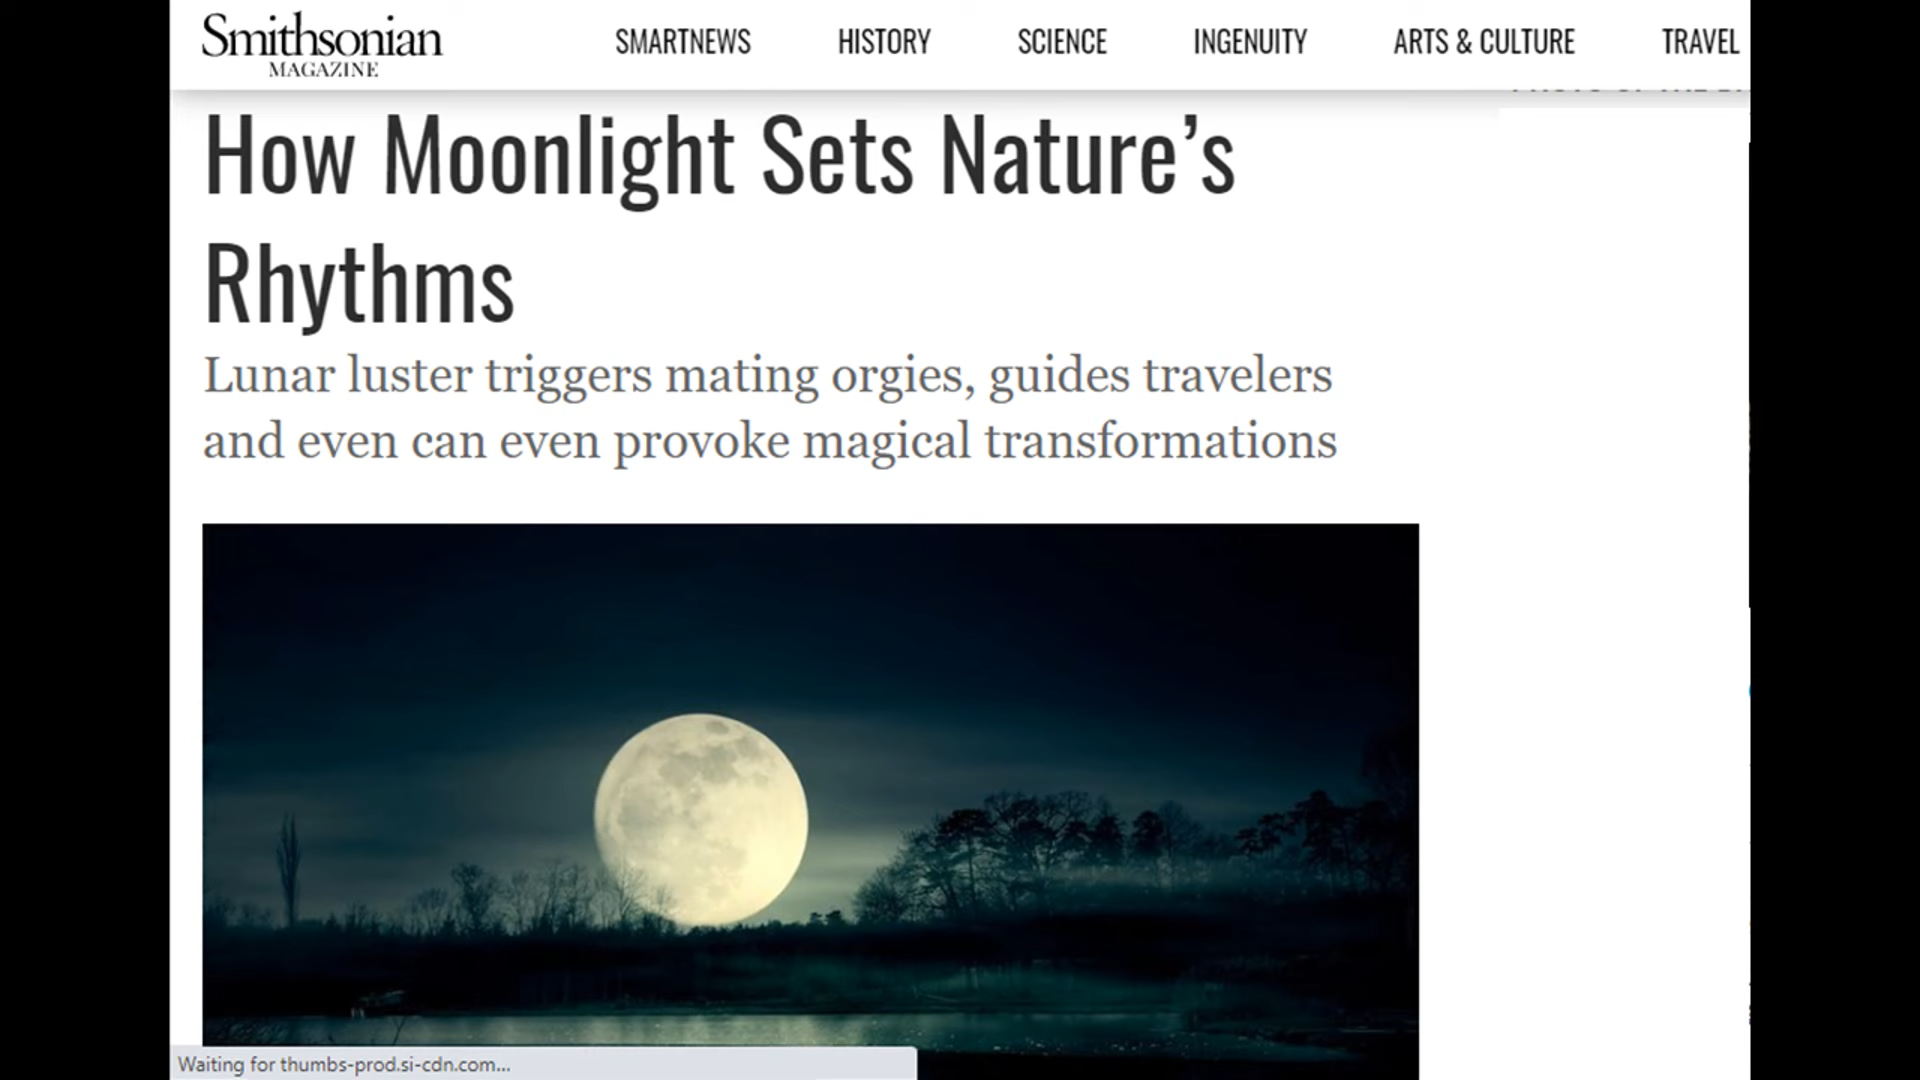 Smithsonian
MAGAZINE
SMARTNEWS HISTORY SCIENCE INGENUITY ARTS & CULTURE TRAVEL
How Moonlight Sets Nature’s
Rhythms
Lunar luster triggers mating orgies, guides travelers
and even can even provoke magical transformations
Waiting for thumbs-prod.si-cdn.com...